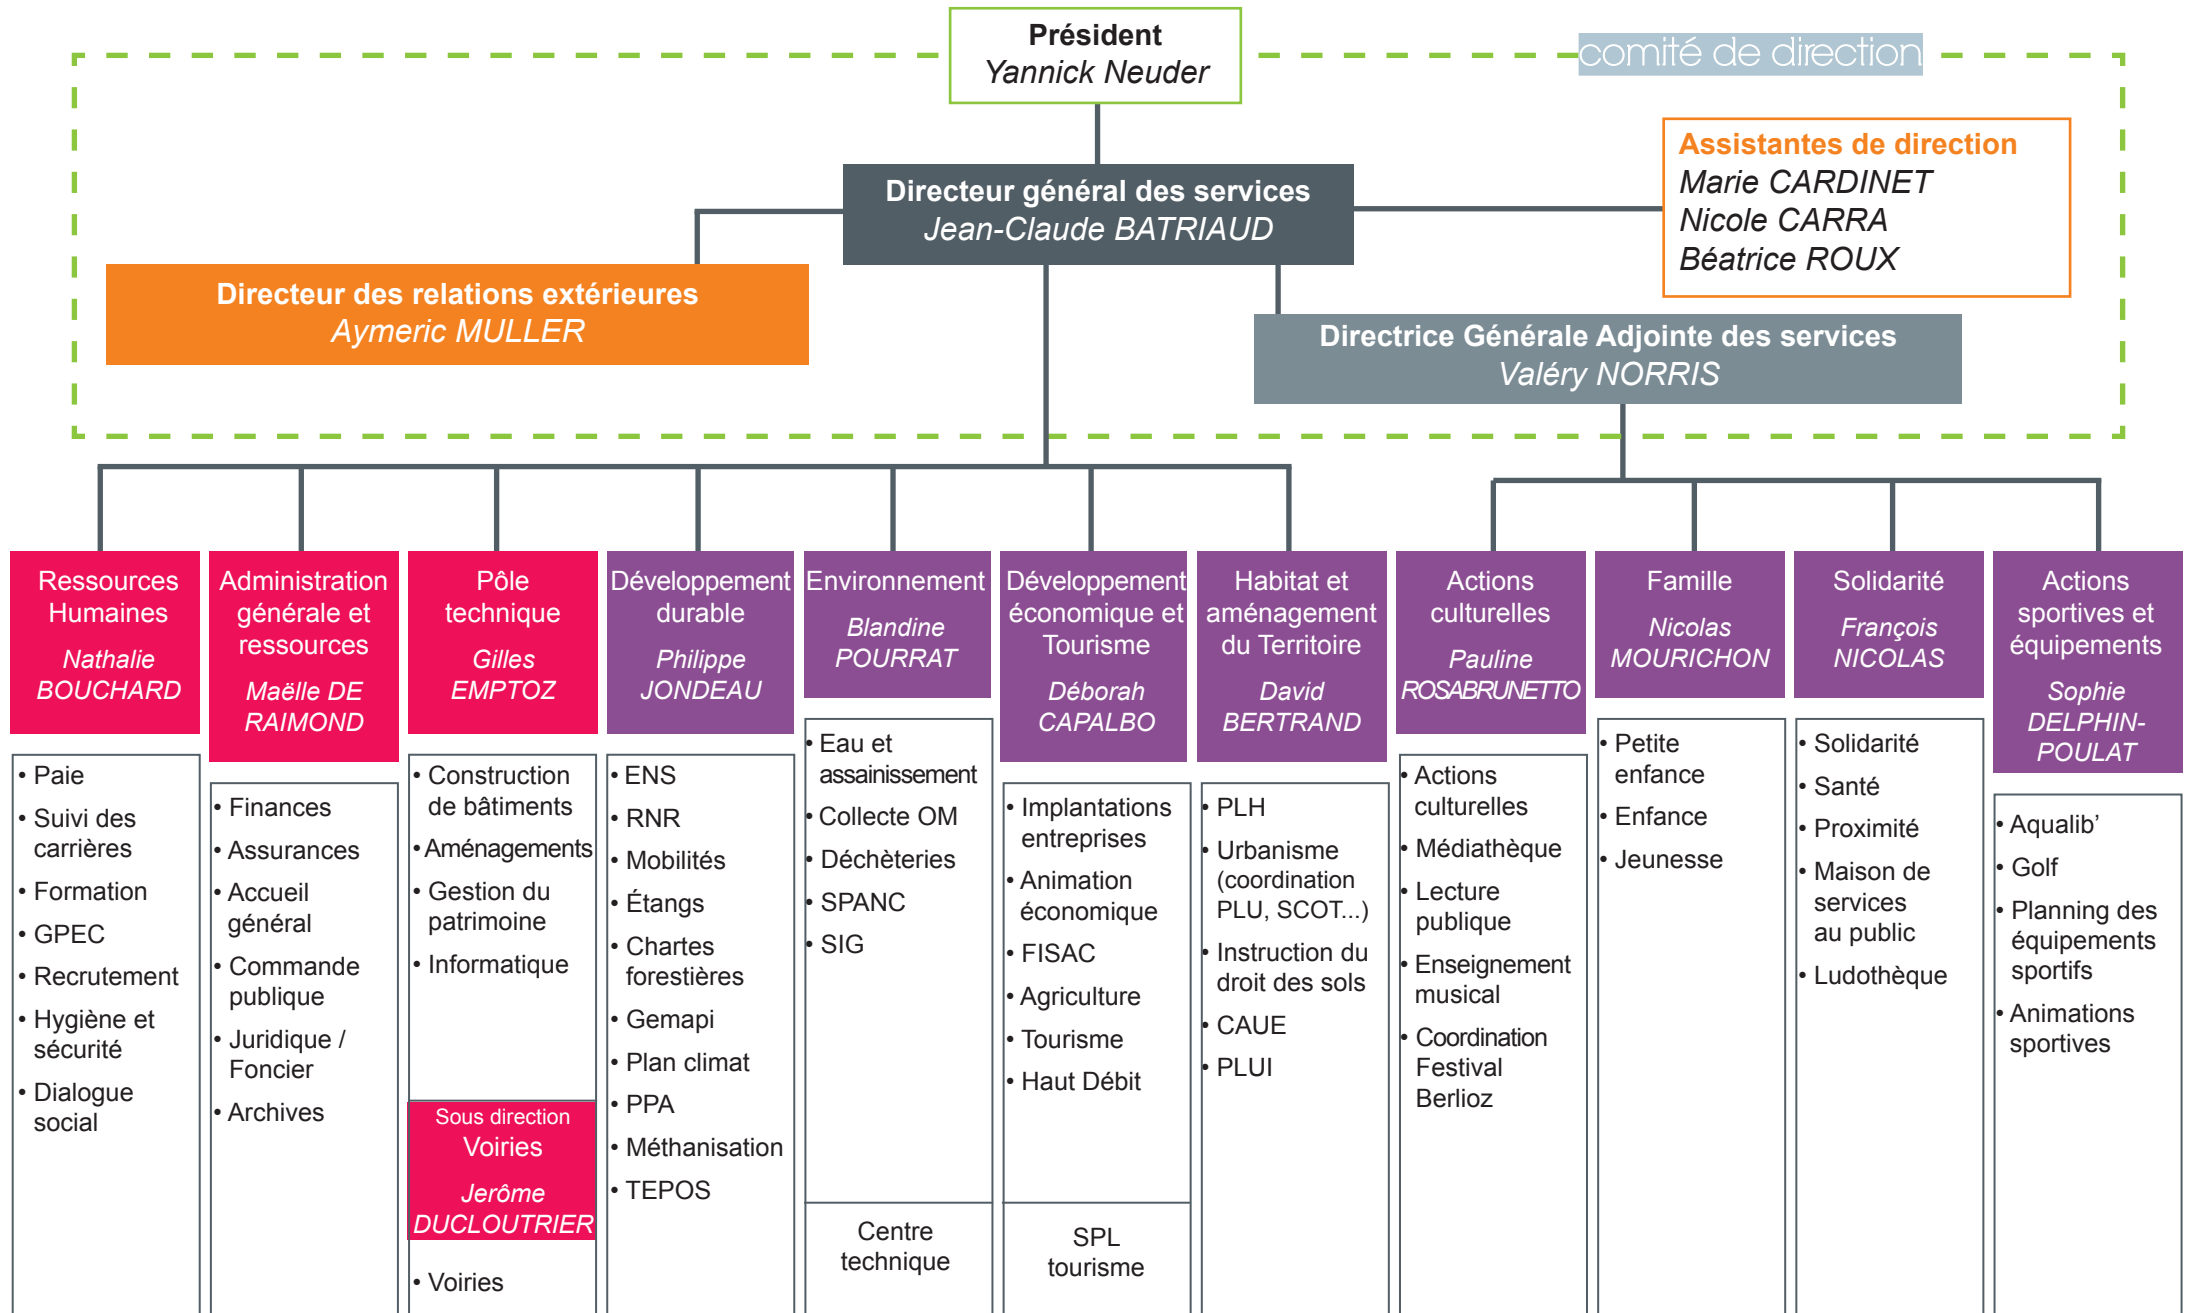 Président
Yannick Neuder
comité de direction
Assistantes de direction
Marie CARDINET
Nicole CARRA
Béatrice ROUX
Directeur général des services
Jean-Claude BATRIAUD
Directeur des relations extérieures
Aymeric MULLER
Directrice Générale Adjointe des services
Valéry NORRIS
Ressources
Humaines
Nathalie
BOUCHARD
• Paie
• Suivi des
carrières
• Formation
• GPEC
• Recrutement
• Hygiène et
sécurité
• Dialogue
social
Administration
générale et
ressources
Maëlle DE
RAIMOND
• Finances
• Assurances
• Accueil
général
• Commande
publique
• Juridique /
Foncier
• Archives
Pôle
technique
Gilles
EMPTOZ
• Construction
de bâtiments
• Aménagements
• Gestion du
patrimoine
• Informatique
Sous direction
Voiries
Jerôme
DUCLOUTRIER
• Voiries
Développement
durable
Philippe
JONDEAU
• ENS
• RNR
• Mobilités
• Étangs
• Chartes
forestières
• Gemapi
• Plan climat
• PPA
• Méthanisation
• TEPOS
Environnement
Blandine
POURRAT
• Eau et
assainissement
• Collecte OM
• Déchèteries
• SPANC
• SIG
Centre
technique
Développement
économique et
Tourisme
Déborah
CAPALBO
• Implantations
entreprises
• Animation
économique
• FISAC
• Agriculture
• Tourisme
• Haut Débit
SPL
tourisme
Habitat et
aménagement
du Territoire
David
BERTRAND
• PLH
• Urbanisme
(coordination
PLU, SCOT...)
• Instruction du
droit des sols
• CAUE
• PLUI
Actions
culturelles
Pauline
ROSABRUNETTO
• Actions
culturelles
• Médiathèque
• Lecture
publique
• Enseignement
musical
• Coordination
Festival
Berlioz
Famille
Nicolas
MOURICHON
• Petite
enfance
• Enfance
• Jeunesse
Solidarité
François
NICOLAS
• Solidarité
• Santé
• Proximité
• Maison de
services
au public
• Ludothèque
Actions
sportives et
équipements
Sophie
DELPHIN-
POULAT
• Aqualib’
• Golf
• Planning des
équipements
sportifs
• Animations
sportives